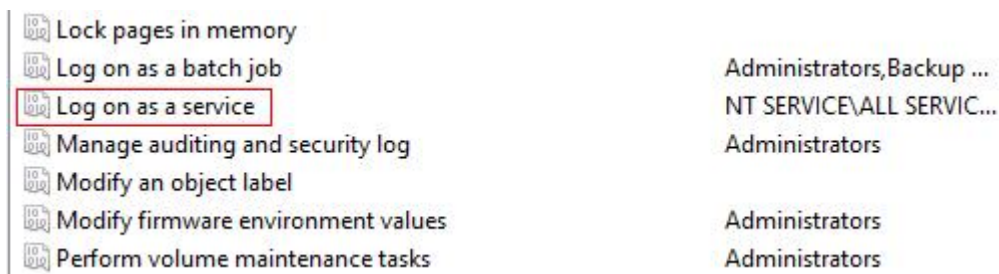 Lock pages in memory
Log on as a batch job Administrators,Backup ...
Log on as a service NT SERVICE\ALL SERVIC...
Manage auditing and security log Administrators
Modify an object label
Modify firmware environment values Administrators
Perform volume maintenance tasks Administrators